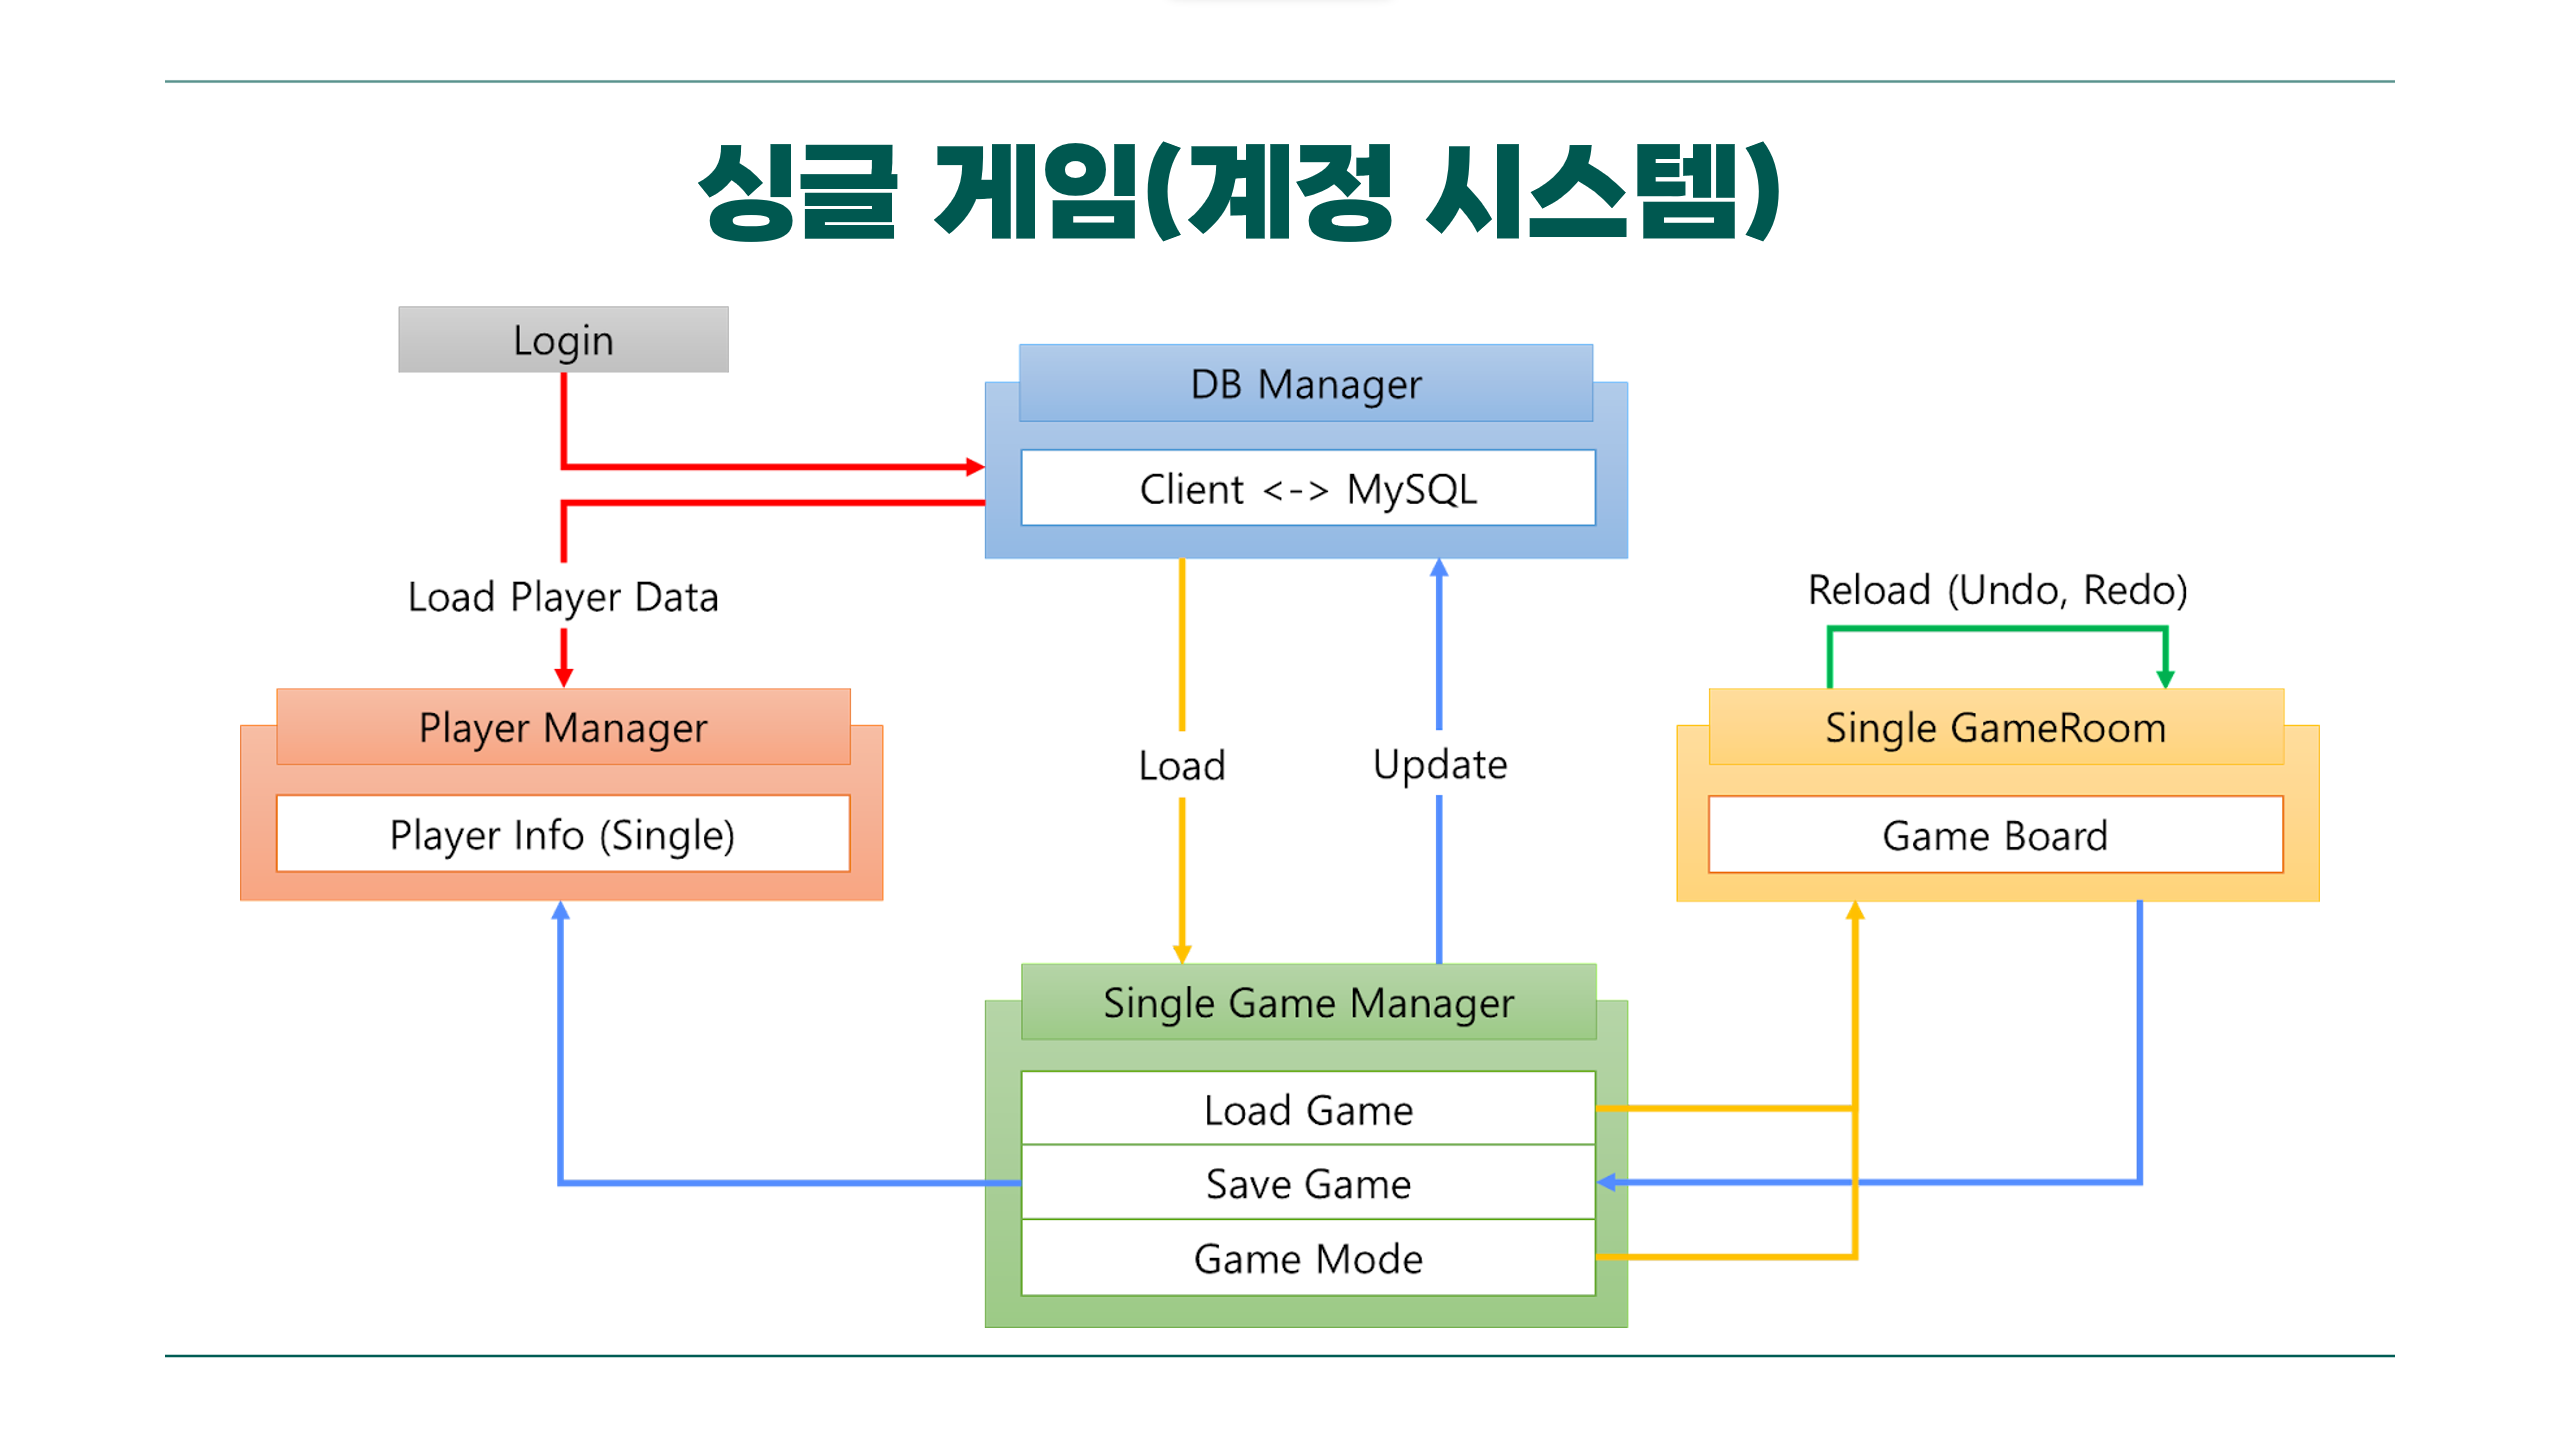 싱글 게임(계정 시스템)
Login
DB Manager
Client <-> MySQL
Load Player Data
Reload (Undo, Redo)
Player Manager
Player Info (Single)
Load
Update
Single GameRoom
Game Board
Single Game Manager
Load Game
Save Game
Game Mode